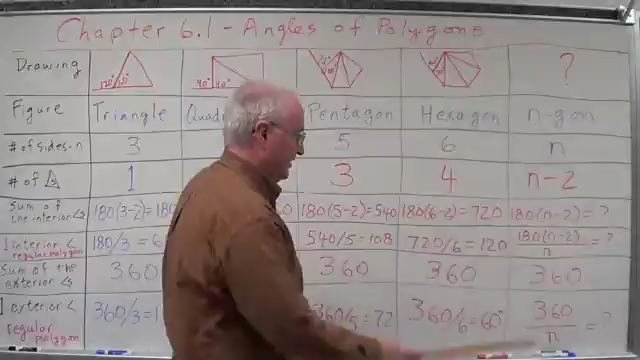 Chapter 6.1 - Angles of Polygons
Drawing ?
Figure Triangle Quad Pentagon Hexagon n-gon
# of sides-n 3 5 6 n
# of △s 1 3 4 n-2
Sum of the interior <s 180(3-2)=180 180(5-2)=540 180(6-2)=720 180(n-2)=?
1 interior < regular polygon 180/3=6 540/5=108 720/6=120 180(n-2)/n=?
Sum of the exterior <s 360 360 360 360
1 exterior < regular polygon 360/3=1 360/5=72 360/6=60° 360/n=?